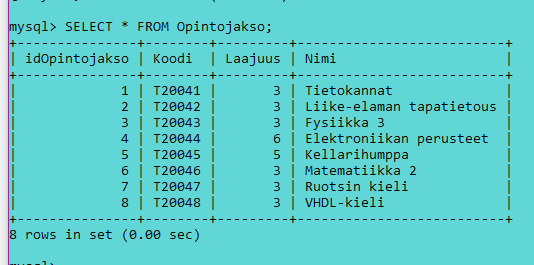 mysql> SELECT * FROM Opintojakso;
+--------------+--------+---------+--------------------------+
| idOpintojakso | Koodi | Laajuus | Nimi |
+--------------+--------+---------+--------------------------+
| 1 | T20041 | 3 | Tietokannat |
| 2 | T20042 | 3 | Liike-elaman tapatietous |
| 3 | T20043 | 3 | Fysiikka 3 |
| 4 | T20044 | 6 | Elektroniikan perusteet |
| 5 | T20045 | 5 | Kellarihumppa |
| 6 | T20046 | 3 | Matematiikka 2 |
| 7 | T20047 | 3 | Ruotsin kieli |
| 8 | T20048 | 3 | VHDL-kieli |
+--------------+--------+---------+--------------------------+
8 rows in set (0.00 sec)
mysql>